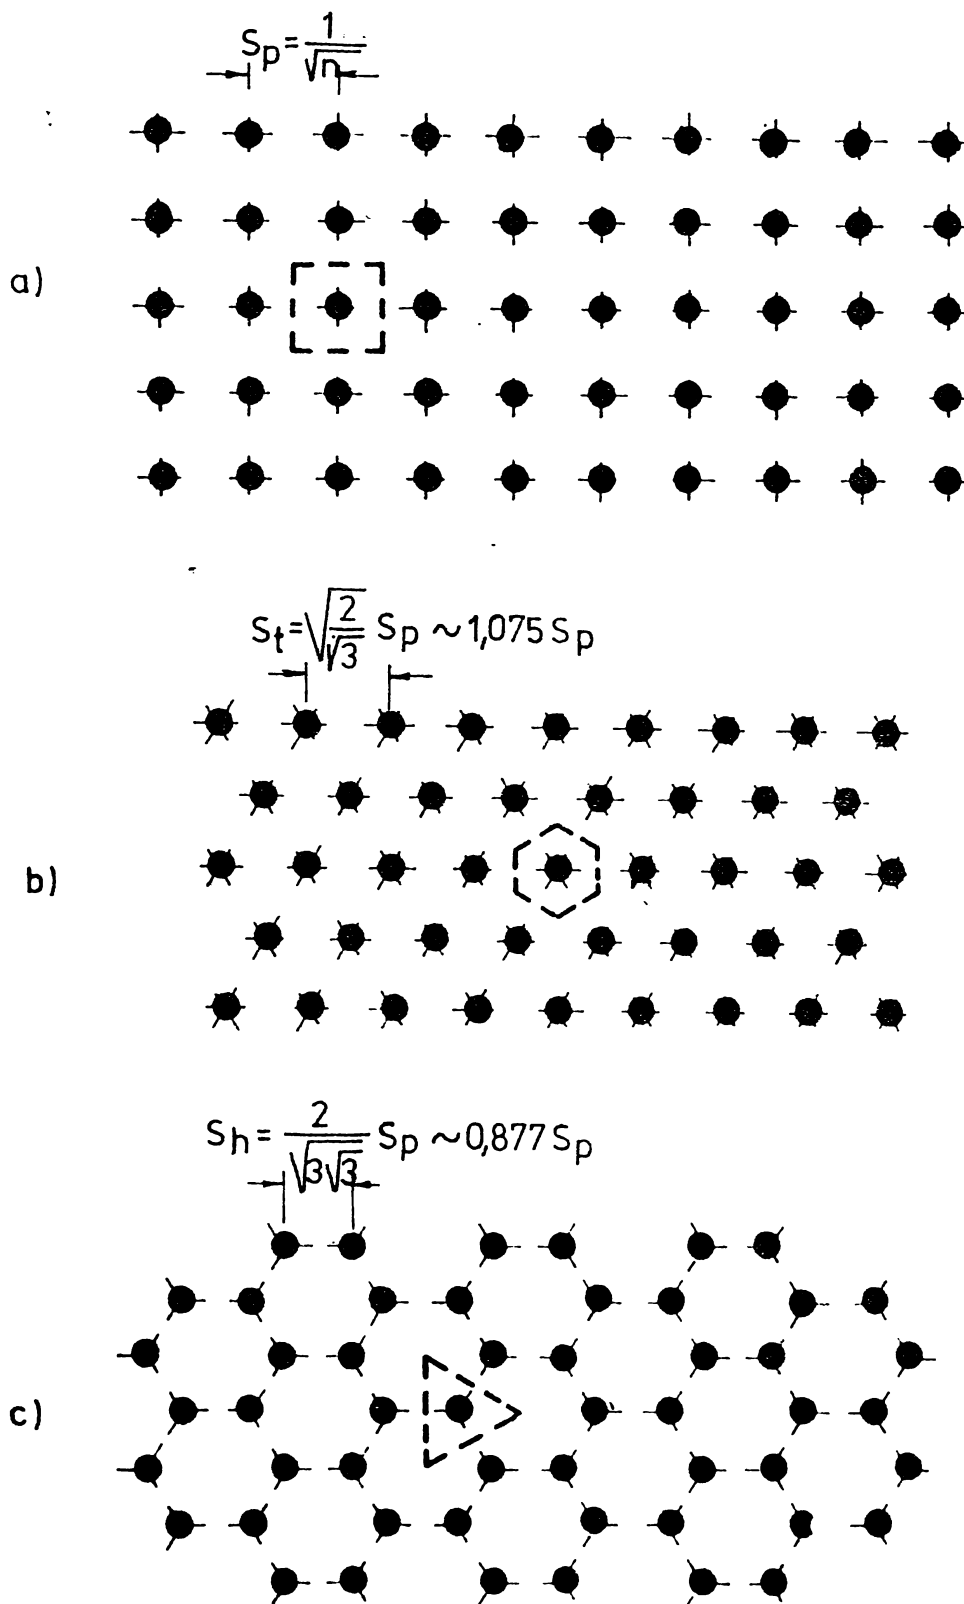 Sp = 1/√n
a)
St = √(2/√3) Sp ~ 1,075 Sp
b)
Sh = 2/√(3√3) Sp ~ 0,877 Sp
c)